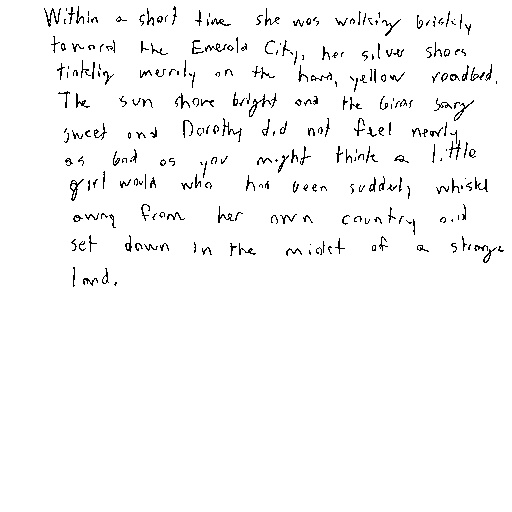 Within a short time she was walking briskly
toward the Emerald City, her silver shoes
tinkling merrily on the hard, yellow roadbed.
The sun shone bright and the birds sang
sweet and Dorothy did not feel nearly
as bad as you might think a little
girl would who had been suddenly whisked
away from her own country and
set down in the midst of a strange
land.